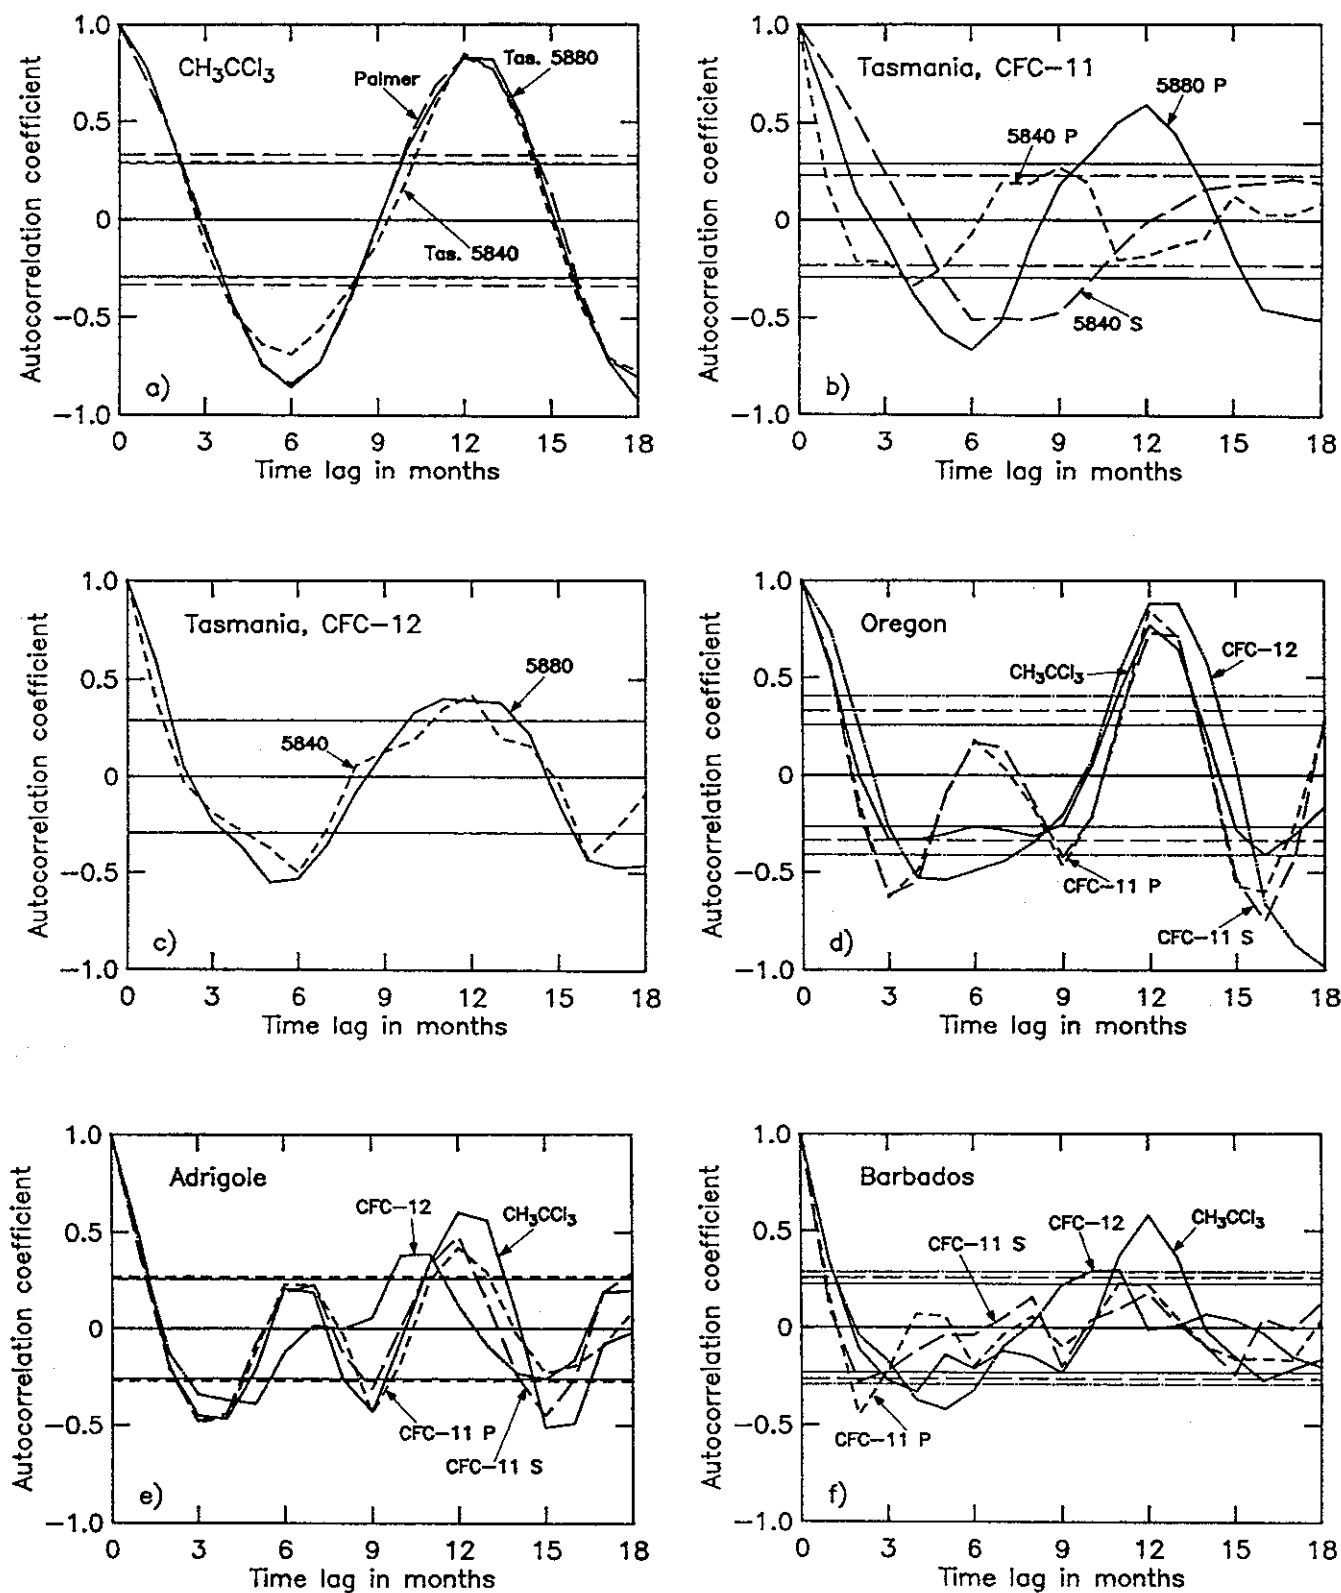 Autocorrelation coefficient
1.0
0.5
0
−0.5
−1.0
CH₃CCl₃
Palmer
Tas. 5880
Tas. 5840
a)
0 3 6 9 12 15 18
Time lag in months
Autocorrelation coefficient
1.0
0.5
0
−0.5
−1.0
Tasmania, CFC−11
5880 P
5840 P
5840 S
b)
0 3 6 9 12 15 18
Time lag in months
Autocorrelation coefficient
1.0
0.5
0
−0.5
−1.0
Tasmania, CFC−12
5880
5840
c)
0 3 6 9 12 15 18
Time lag in months
Autocorrelation coefficient
1.0
0.5
0
−0.5
−1.0
Oregon
CFC−12
CH₃CCl₃
CFC−11 P
CFC−11 S
d)
0 3 6 9 12 15 18
Time lag in months
Autocorrelation coefficient
1.0
0.5
0
−0.5
−1.0
Adrigole
CFC−12
CH₃CCl₃
CFC−11 P
CFC−11 S
e)
0 3 6 9 12 15 18
Time lag in months
Autocorrelation coefficient
1.0
0.5
0
−0.5
−1.0
Barbados
CFC−12
CH₃CCl₃
CFC−11 S
CFC−11 P
f)
0 3 6 9 12 15 18
Time lag in months